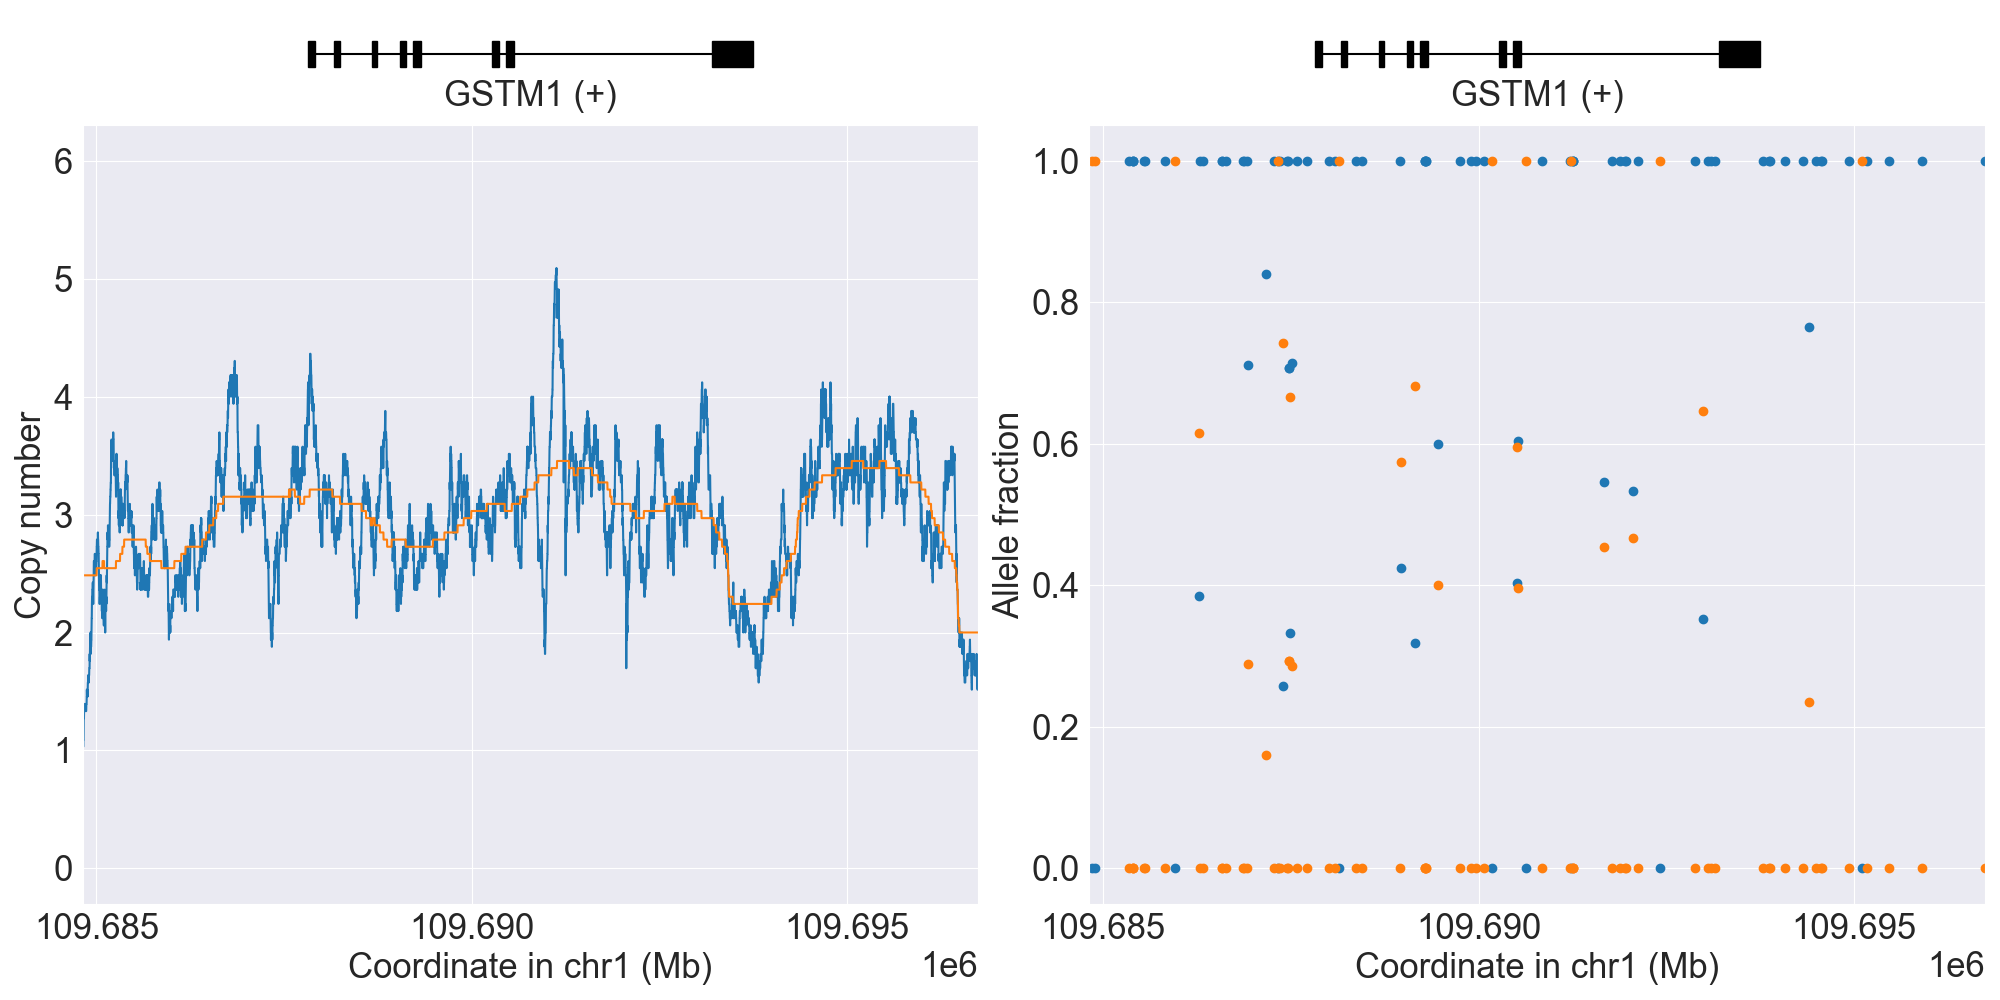 GSTM1 (+)
6
5
4
3
2
1
0
Copy number
109.685
109.690
109.695
Coordinate in chr1 (Mb)
1e6
GSTM1 (+)
1.0
0.8
0.6
0.4
0.2
0.0
Allele fraction
109.685
109.690
109.695
Coordinate in chr1 (Mb)
1e6